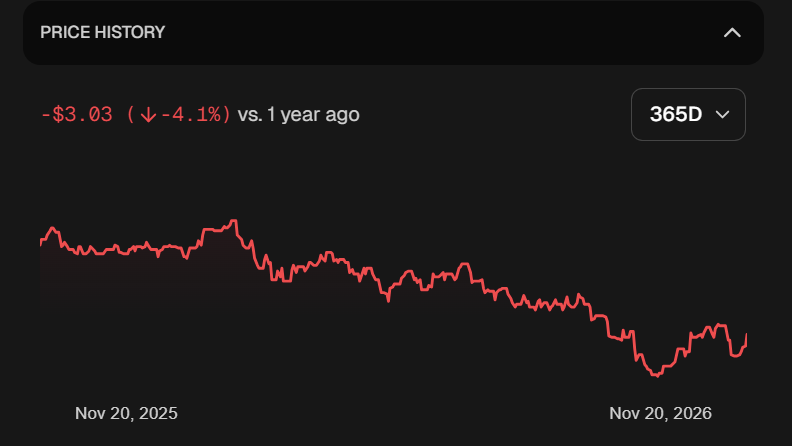 PRICE HISTORY
-$3.03 (↓-4.1%) vs. 1 year ago
365D
Nov 20, 2025
Nov 20, 2026